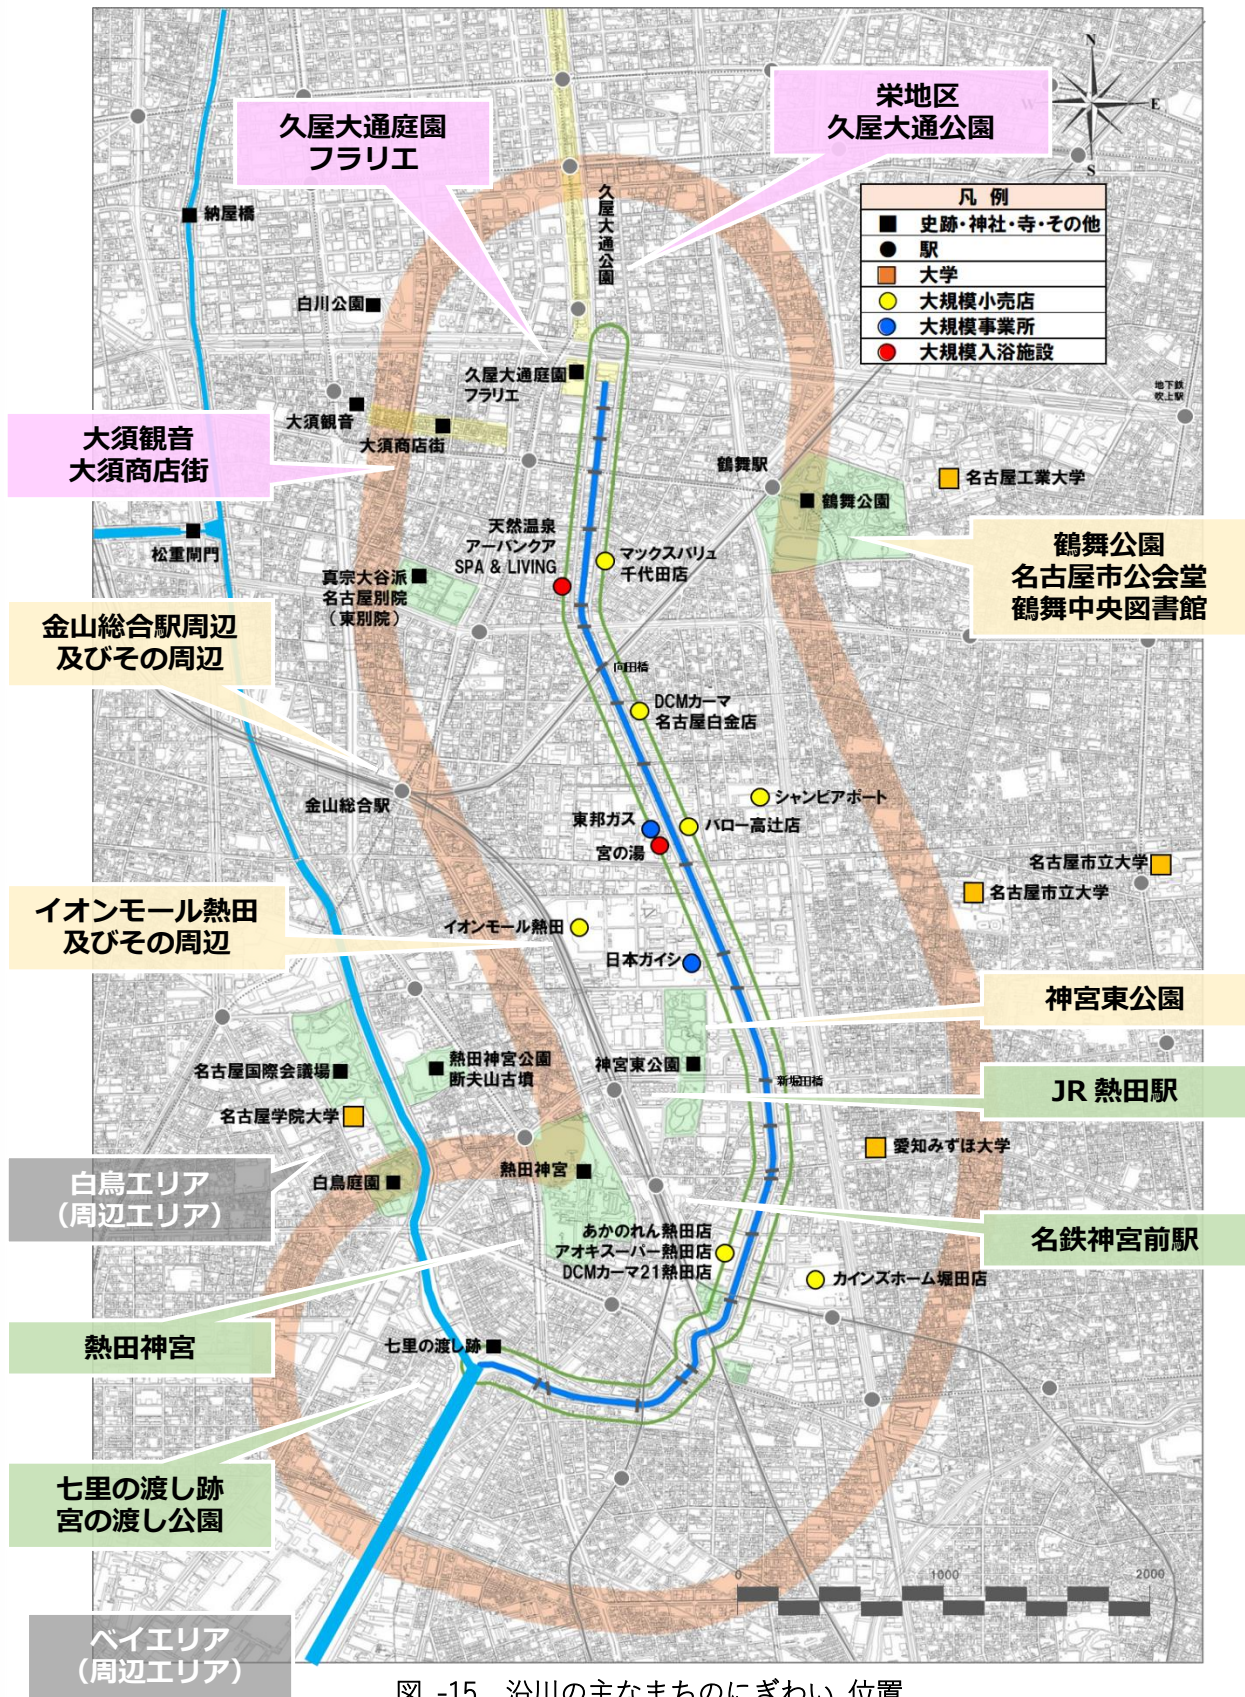 N
W
E
S
栄地区
久屋大通公園
久屋大通庭園
フラリエ
凡 例
史跡・神社・寺・その他
駅
大学
大規模小売店
大規模事業所
大規模入浴施設
久屋大通公園
納屋橋
白川公園
久屋大通庭園
フラリエ
地下鉄
吹上駅
大須観音
大須商店街
大須観音
大須商店街
鶴舞駅
鶴舞公園
名古屋工業大学
松重閘門
天然温泉
アーバンクア
SPA & LIVING
マックスバリュ
千代田店
鶴舞公園
名古屋市公会堂
鶴舞中央図書館
真宗大谷派
名古屋別院
（東別院）
金山総合駅周辺
及びその周辺
向田橋
DCMカーマ
名古屋白金店
金山総合駅
シャンピアポート
東邦ガス
バロー高辻店
宮の湯
名古屋市立大学
名古屋市立大学
イオンモール熱田
及びその周辺
イオンモール熱田
日本ガイシ
神宮東公園
名古屋国際会議場
熱田神宮公園
断夫山古墳
神宮東公園
新堀田橋
JR 熱田駅
名古屋学院大学
愛知みずほ大学
白鳥エリア
（周辺エリア）
白鳥庭園
熱田神宮
あかのれん熱田店
アオキスーパー熱田店
DCMカーマ21熱田店
名鉄神宮前駅
カインズホーム堀田店
熱田神宮
七里の渡し跡
七里の渡し跡
宮の渡し公園
0
1000
2000
ベイエリア
（周辺エリア）
図 -15 沿川の主なまちのにぎわい 位置